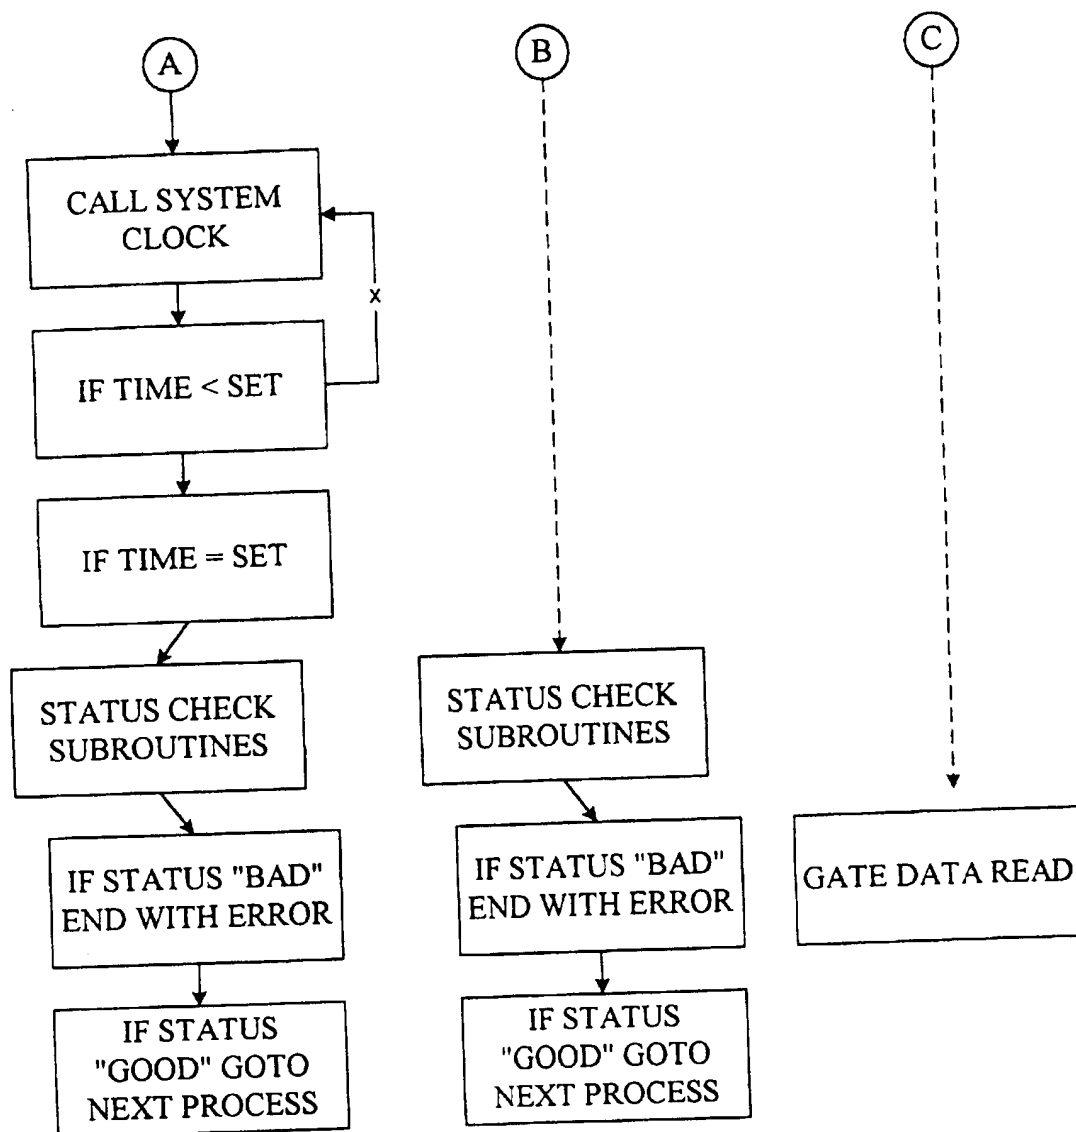 A
B
C
CALL SYSTEM
CLOCK
x
IF TIME < SET
IF TIME = SET
STATUS CHECK
SUBROUTINES
IF STATUS "BAD"
END WITH ERROR
IF STATUS
"GOOD" GOTO
NEXT PROCESS
STATUS CHECK
SUBROUTINES
IF STATUS "BAD"
END WITH ERROR
IF STATUS
"GOOD" GOTO
NEXT PROCESS
GATE DATA READ